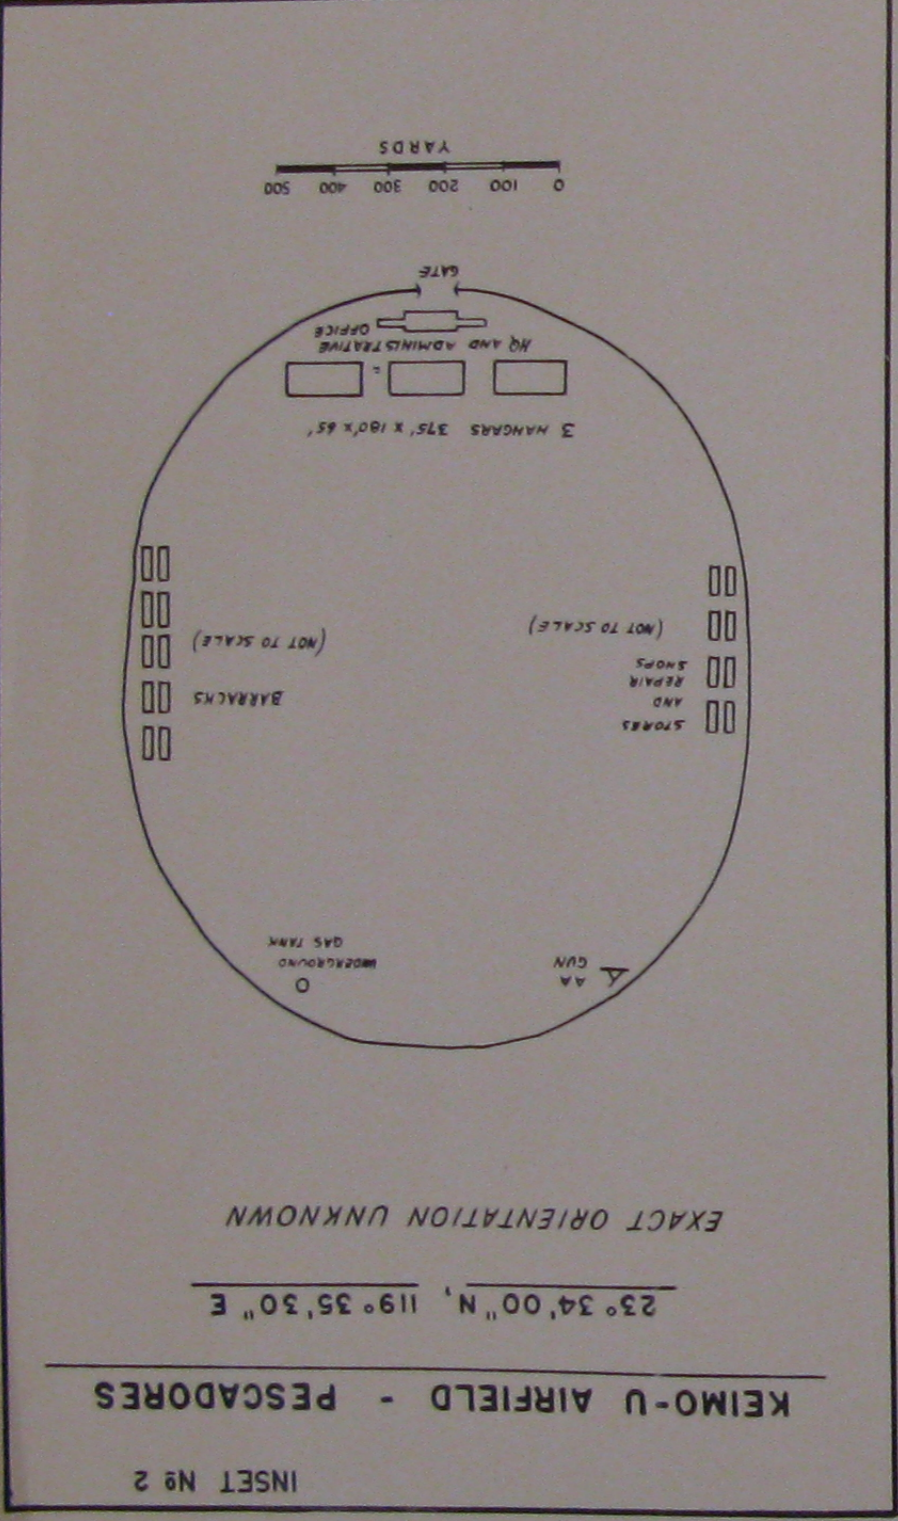 INSET Nº 2
KEIMO-U AIRFIELD - PESCADORES
23° 34' 00" N, 119° 35' 30" E
EXACT ORIENTATION UNKNOWN
AA
GUN
UNDERGROUND
GAS TANK
STORES
AND
REPAIR
SHOPS
(NOT TO SCALE)
BARRACKS
(NOT TO SCALE)
3 HANGARS 375' x 180' x 65'
HQ AND ADMINISTRATIVE
OFFICE
GATE
0 100 200 300 400 500
YARDS